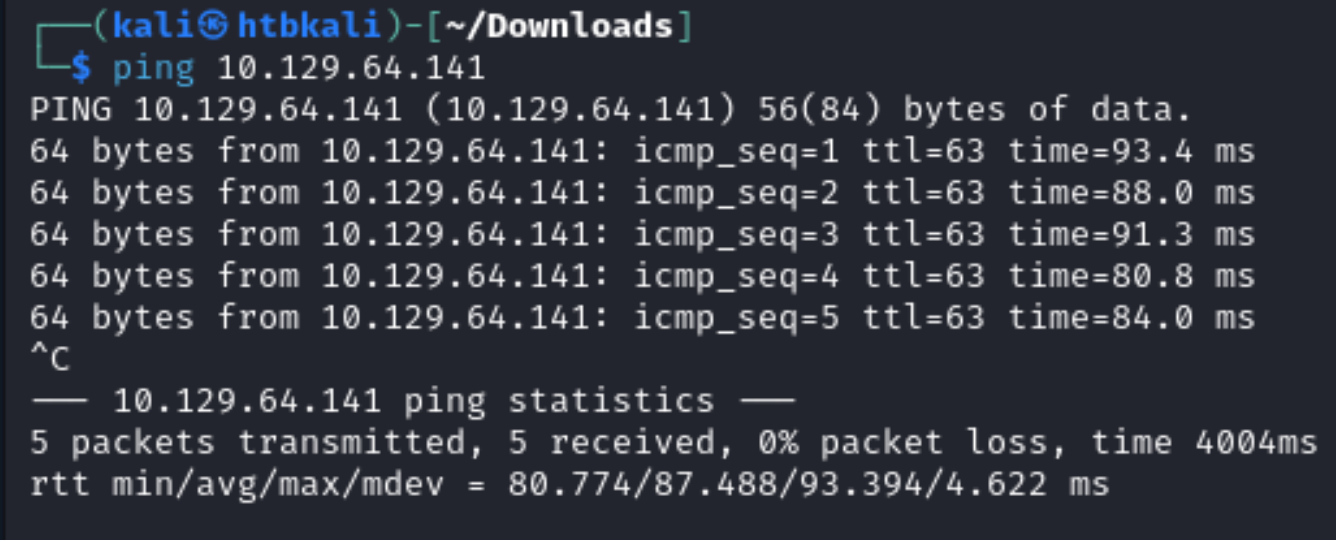 ┌──(kali㉿htbkali)-[~/Downloads]
└─$ ping 10.129.64.141
PING 10.129.64.141 (10.129.64.141) 56(84) bytes of data.
64 bytes from 10.129.64.141: icmp_seq=1 ttl=63 time=93.4 ms
64 bytes from 10.129.64.141: icmp_seq=2 ttl=63 time=88.0 ms
64 bytes from 10.129.64.141: icmp_seq=3 ttl=63 time=91.3 ms
64 bytes from 10.129.64.141: icmp_seq=4 ttl=63 time=80.8 ms
64 bytes from 10.129.64.141: icmp_seq=5 ttl=63 time=84.0 ms
^C
--- 10.129.64.141 ping statistics ---
5 packets transmitted, 5 received, 0% packet loss, time 4004ms
rtt min/avg/max/mdev = 80.774/87.488/93.394/4.622 ms